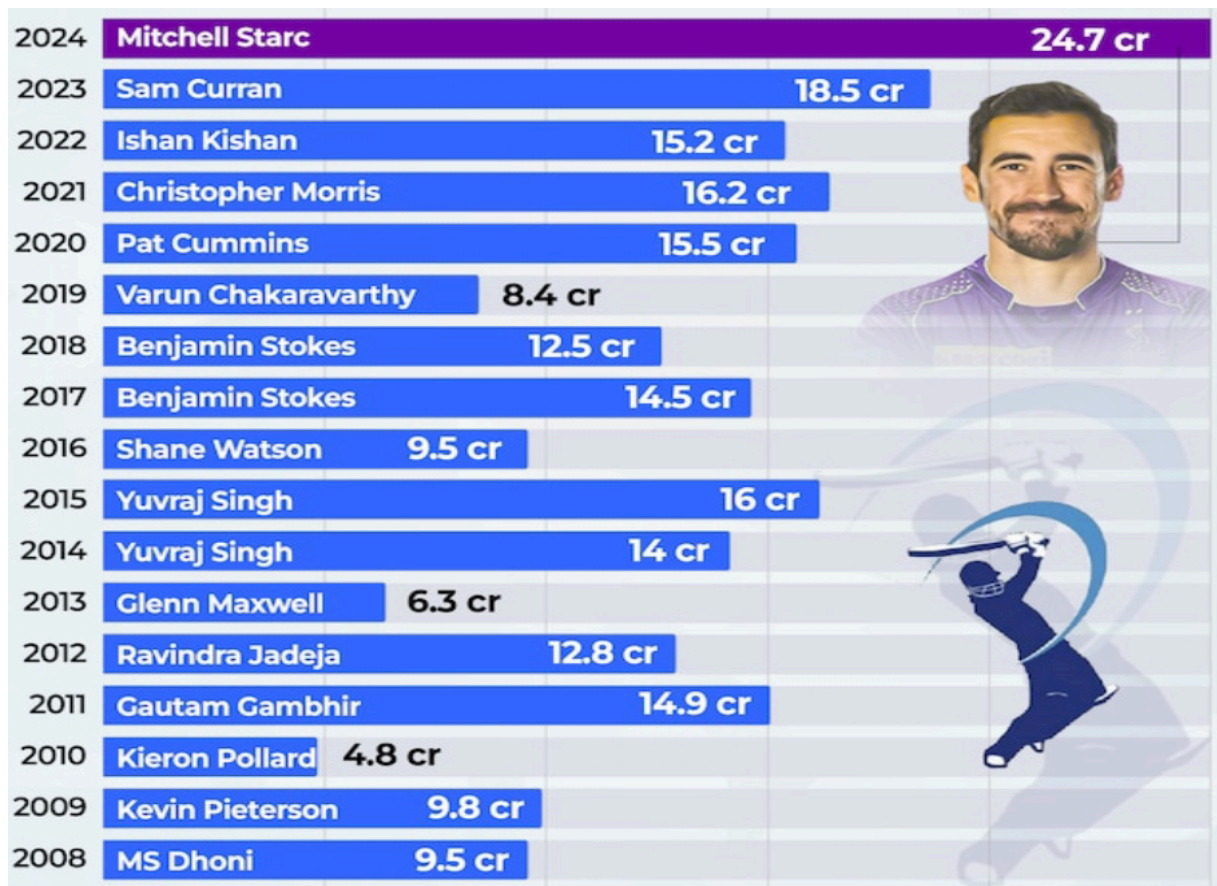 2024 Mitchell Starc 24.7 cr
2023 Sam Curran 18.5 cr
2022 Ishan Kishan 15.2 cr
2021 Christopher Morris 16.2 cr
2020 Pat Cummins 15.5 cr
2019 Varun Chakaravarthy 8.4 cr
2018 Benjamin Stokes 12.5 cr
2017 Benjamin Stokes 14.5 cr
2016 Shane Watson 9.5 cr
2015 Yuvraj Singh 16 cr
2014 Yuvraj Singh 14 cr
2013 Glenn Maxwell 6.3 cr
2012 Ravindra Jadeja 12.8 cr
2011 Gautam Gambhir 14.9 cr
2010 Kieron Pollard 4.8 cr
2009 Kevin Pieterson 9.8 cr
2008 MS Dhoni 9.5 cr